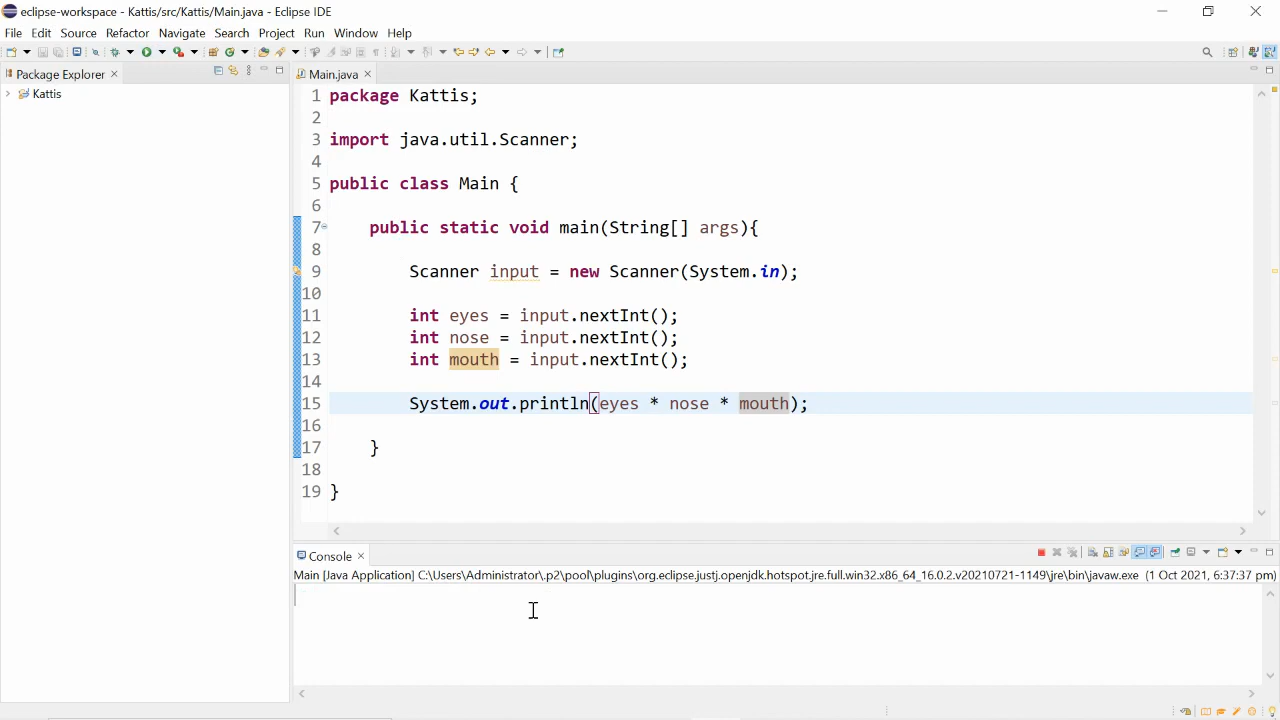 eclipse-workspace - Kattis/src/Kattis/Main.java - Eclipse IDE
File Edit Source Refactor Navigate Search Project Run Window Help
Package Explorer
Kattis
Main.java
1 package Kattis;
2
3 import java.util.Scanner;
4
5 public class Main {
6
7 public static void main(String[] args){
8
9 Scanner input = new Scanner(System.in);
10
11 int eyes = input.nextInt();
12 int nose = input.nextInt();
13 int mouth = input.nextInt();
14
15 System.out.println(eyes * nose * mouth);
16
17 }
18
19 }
Console
Main [Java Application] C:\Users\Administrator\.p2\pool\plugins\org.eclipse.justj.openjdk.hotspot.jre.full.win32.x86_64_16.0.2.v20210721-1149\jre\bin\javaw.exe (1 Oct 2021, 6:37:37 pm)